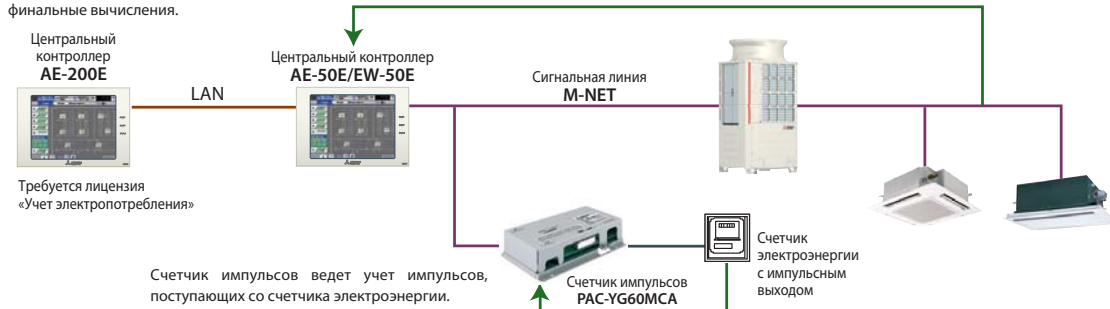 финальные вычисления.
Центральный
контроллер
AE-200E
LAN
Центральный контроллер
AE-50E/EW-50E
Сигнальная линия
M-NET
Требуется лицензия
«Учет электропотребления»
Счетчик импульсов ведет учет импульсов,
поступающих со счетчика электроэнергии.
Счетчик импульсов
PAC-YG60MCA
Счетчик
электроэнергии
с импульсным
выходом